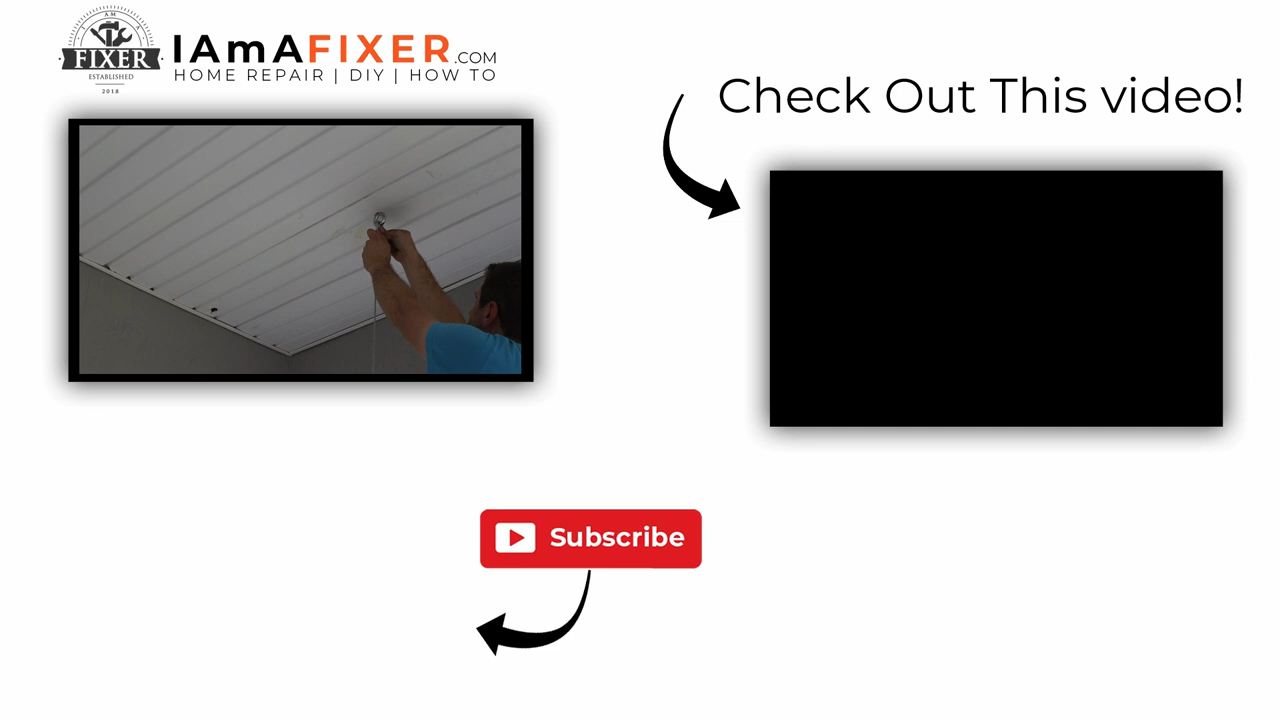 I AM A
FIXER
ESTABLISHED
2018
IAmAFIXER.COM
HOME REPAIR | DIY | HOW TO
Check Out This video!
Subscribe